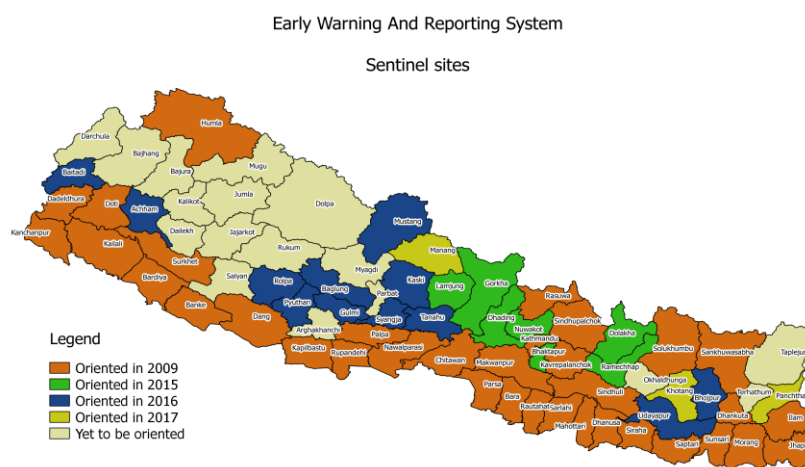 Early Warning And Reporting System
Sentinel sites
Humla
Darchula
Bajhang
Mugu
Bajura
Baitadi
Dadeldhura
Doti
Achham
Kalikot
Jumla
Dolpa
Mustang
Kanchanpur
Kailali
Dailekh
Jajarkot
Rukum
Manang
Surkhet
Bardiya
Salyan
Rolpa
Myagdi
Baglung
Kaski
Lamjung
Gorkha
Parbat
Rasuwa
Banke
Dang
Pyuthan
Gulmi
Syangja
Tanahu
Dhading
Nuwakot
Sindhupalchok
Dolakha
Arghakhanchi
Palpa
Kathmandu
Bhaktapur
Kavrepalanchok
Ramechhap
Solukhumbu
Sankhuwasabha
Taplejun
Kapilbastu
Rupandehi
Nawalparasi
Chitawan
Makwanpur
Sindhuli
Okhaldhunga
Khotang
Bhojpur
Terhathum
Panchtha
Parsa
Bara
Rautahat
Sarlahi
Mahottari
Dhanusa
Siraha
Udayapur
Saptari
Dhankuta
Sunsari
Morang
Ilam
Jhap
Legend
Oriented in 2009
Oriented in 2015
Oriented in 2016
Oriented in 2017
Yet to be oriented